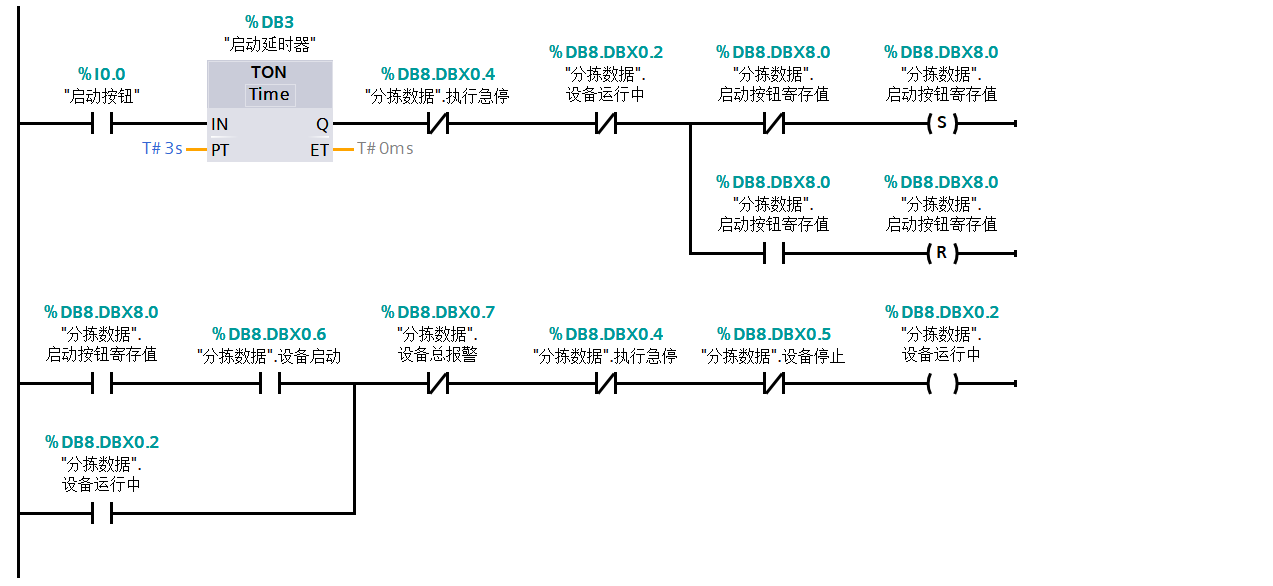 %DB3
"启动延时器"
%I0.0
"启动按钮"
TON
Time
IN
Q
T#3s
PT
ET
T#0ms
%DB8.DBX0.4
"分拣数据".执行急停
%DB8.DBX0.2
"分拣数据".
设备运行中
%DB8.DBX8.0
"分拣数据".
启动按钮寄存值
%DB8.DBX8.0
"分拣数据".
启动按钮寄存值
S
%DB8.DBX8.0
"分拣数据".
启动按钮寄存值
%DB8.DBX8.0
"分拣数据".
启动按钮寄存值
R
%DB8.DBX8.0
"分拣数据".
启动按钮寄存值
%DB8.DBX0.6
"分拣数据".设备启动
%DB8.DBX0.7
"分拣数据".
设备总报警
%DB8.DBX0.4
"分拣数据".执行急停
%DB8.DBX0.5
"分拣数据".设备停止
%DB8.DBX0.2
"分拣数据".
设备运行中
%DB8.DBX0.2
"分拣数据".
设备运行中